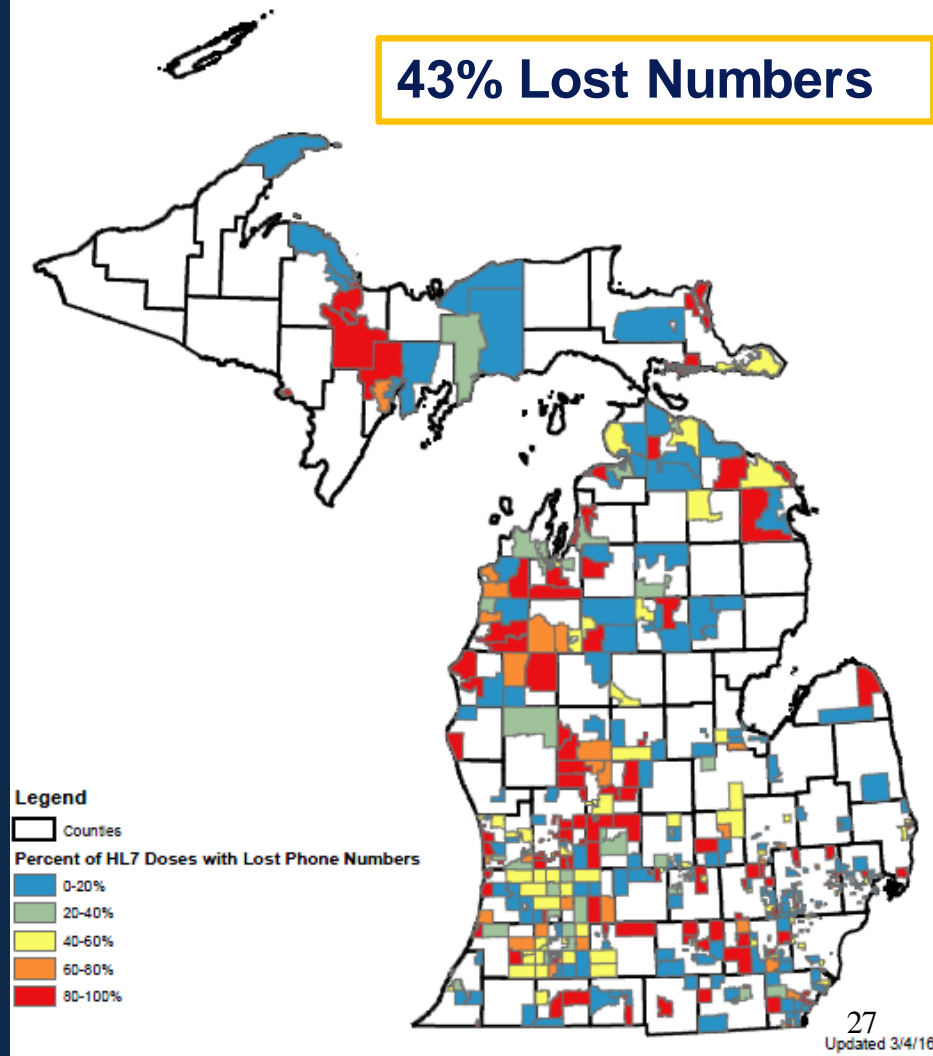 43% Lost Numbers
Legend
Counties
Percent of HL7 Doses with Lost Phone Numbers
0-20%
20-40%
40-60%
60-80%
80-100%
27
Updated 3/4/16